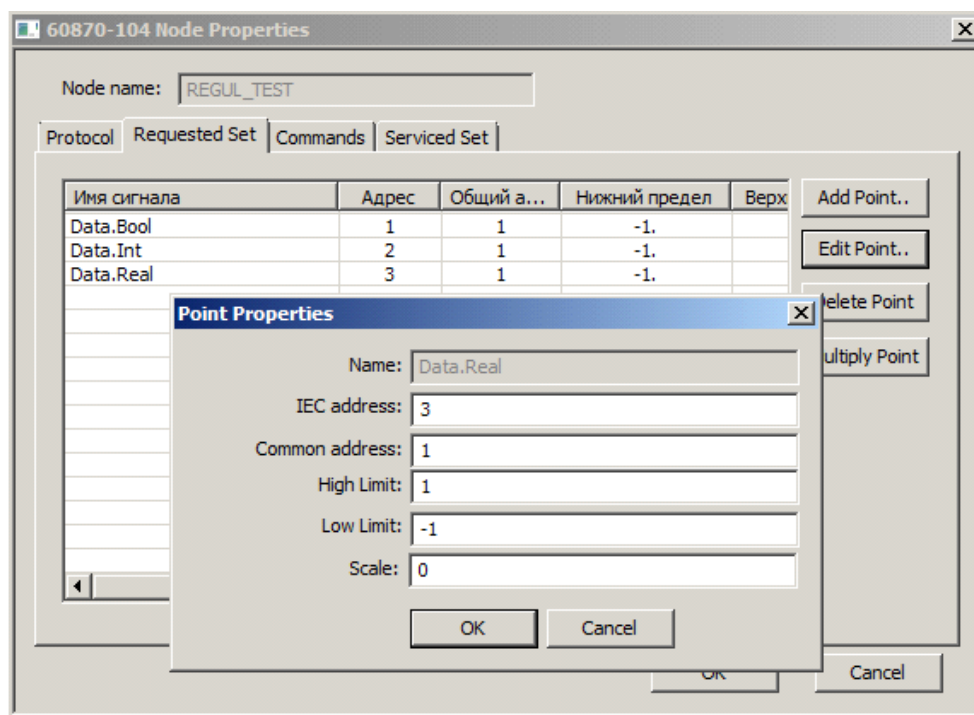 60870-104 Node Properties
Node name: REGUL_TEST
Protocol Requested Set Commands Serviced Set
Имя сигнала Адрес Общий а... Нижний предел Верх
Data.Bool 1 1 -1.
Data.Int 2 1 -1.
Data.Real 3 1 -1.
Add Point..
Edit Point..
elete Point
ultiply Point
Point Properties
Name: Data.Real
IEC address: 3
Common address: 1
High Limit: 1
Low Limit: -1
Scale: 0
OK Cancel
OK Cancel